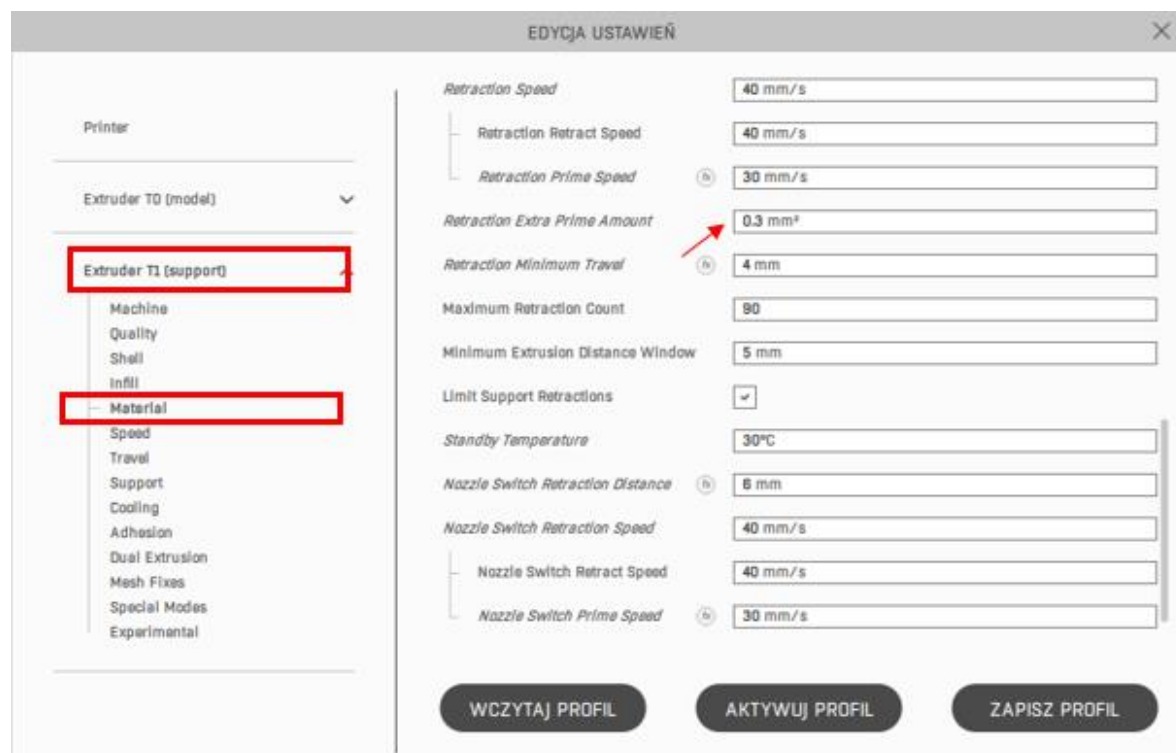 EDYCJA USTAWIEŃ
Printer
Extruder T0 (model)
Extruder T1 (support)
Machine
Quality
Shell
Infill
Material
Speed
Travel
Support
Cooling
Adhesion
Dual Extrusion
Mesh Fixes
Special Modes
Experimental
Retraction Speed 40 mm/s
Retraction Retract Speed 40 mm/s
Retraction Prime Speed 30 mm/s
Retraction Extra Prime Amount 0.3 mm³
Retraction Minimum Travel 4 mm
Maximum Retraction Count 90
Minimum Extrusion Distance Window 5 mm
Limit Support Retractions
Standby Temperature 30°C
Nozzle Switch Retraction Distance 6 mm
Nozzle Switch Retraction Speed 40 mm/s
Nozzle Switch Retract Speed 40 mm/s
Nozzle Switch Prime Speed 30 mm/s
WCZYTAJ PROFIL AKTYWUJ PROFIL ZAPISZ PROFIL